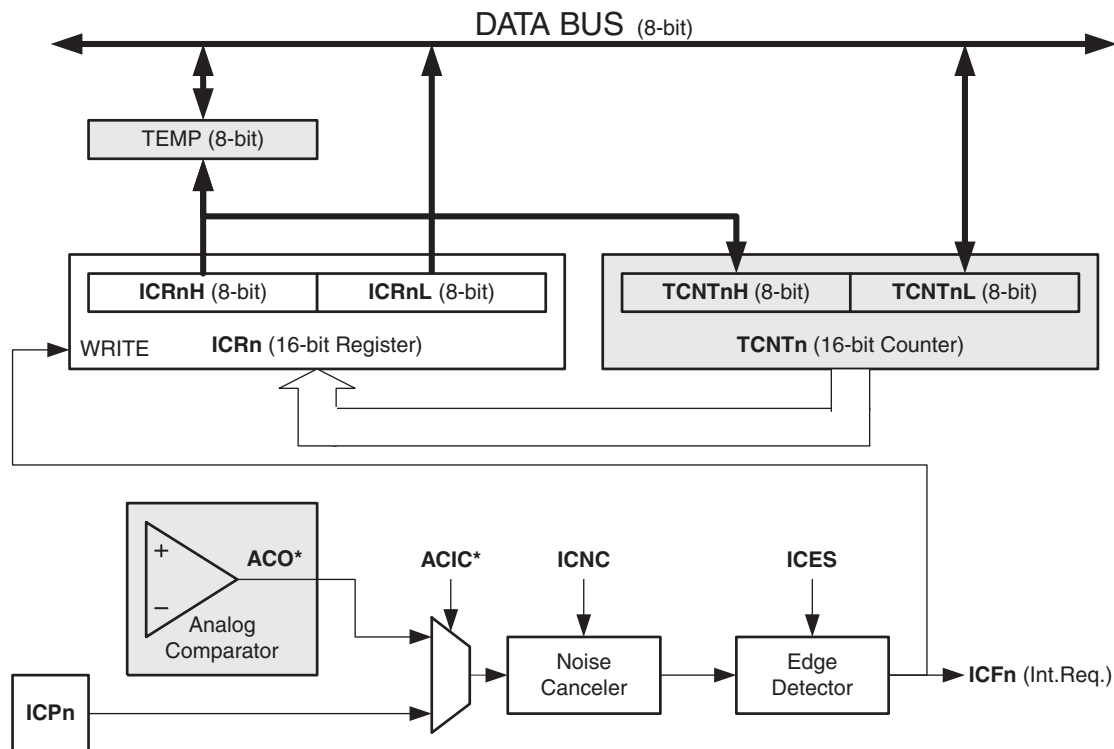 DATA BUS (8-bit)
TEMP (8-bit)
ICRnH (8-bit) ICRnL (8-bit) TCNTnH (8-bit) TCNTnL (8-bit)
WRITE ICRn (16-bit Register) TCNTn (16-bit Counter)
+ ACO* ACIC* ICNC ICES
−
Analog
Comparator
Noise
Canceler
Edge
Detector
ICFn (Int.Req.)
ICPn